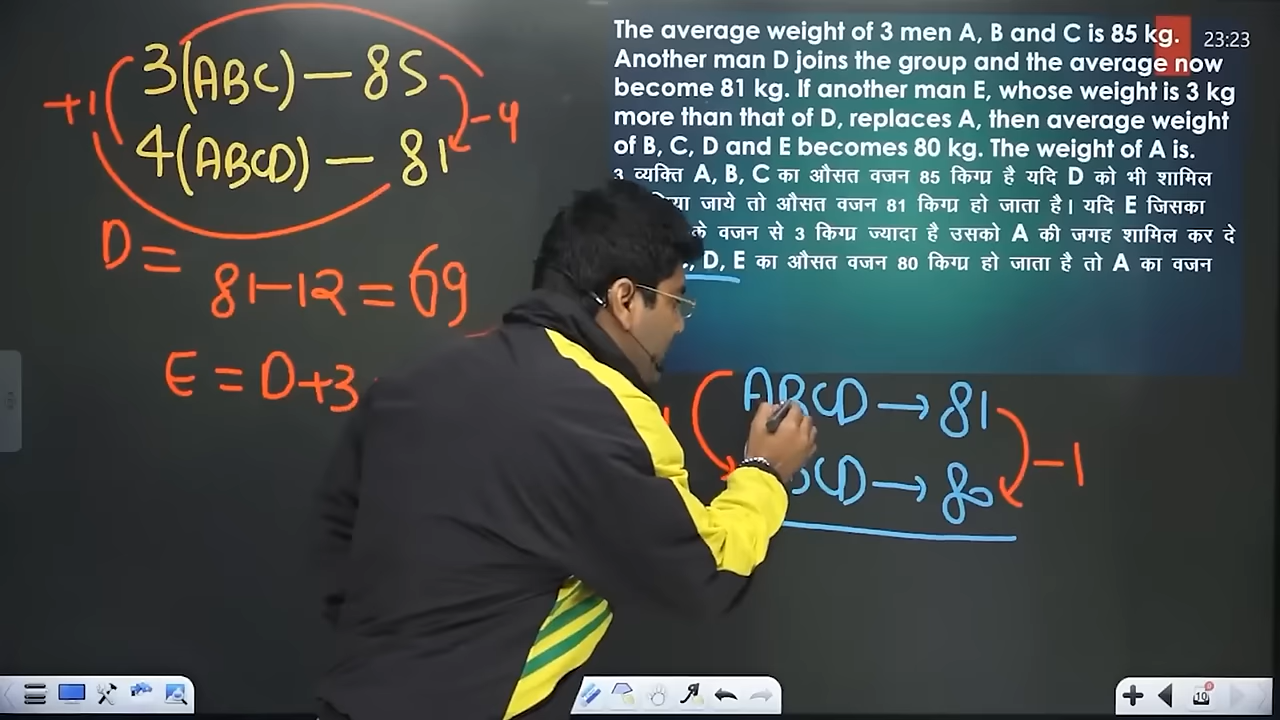 3(ABC) — 85
+1
-4
4(ABCD) — 81
D =
81-12 = 69
E = D+3
The average weight of 3 men A, B and C is 85 kg.
23:23
Another man D joins the group and the average now
become 81 kg. If another man E, whose weight is 3 kg
more than that of D, replaces A, then average weight
of B, C, D and E becomes 80 kg. The weight of A is.
3 व्यक्ति A, B, C का औसत वजन 85 किग्रा है यदि D को भी शामिल
जाये तो औसत वजन 81 किग्रा हो जाता है। यदि E जिसका
वजन से 3 किग्रा ज्यादा है उसको A की जगह शामिल कर दे
D, E का औसत वजन 80 किग्रा हो जाता है तो A का वजन
ABCD → 81
-1
BCD → 80
10